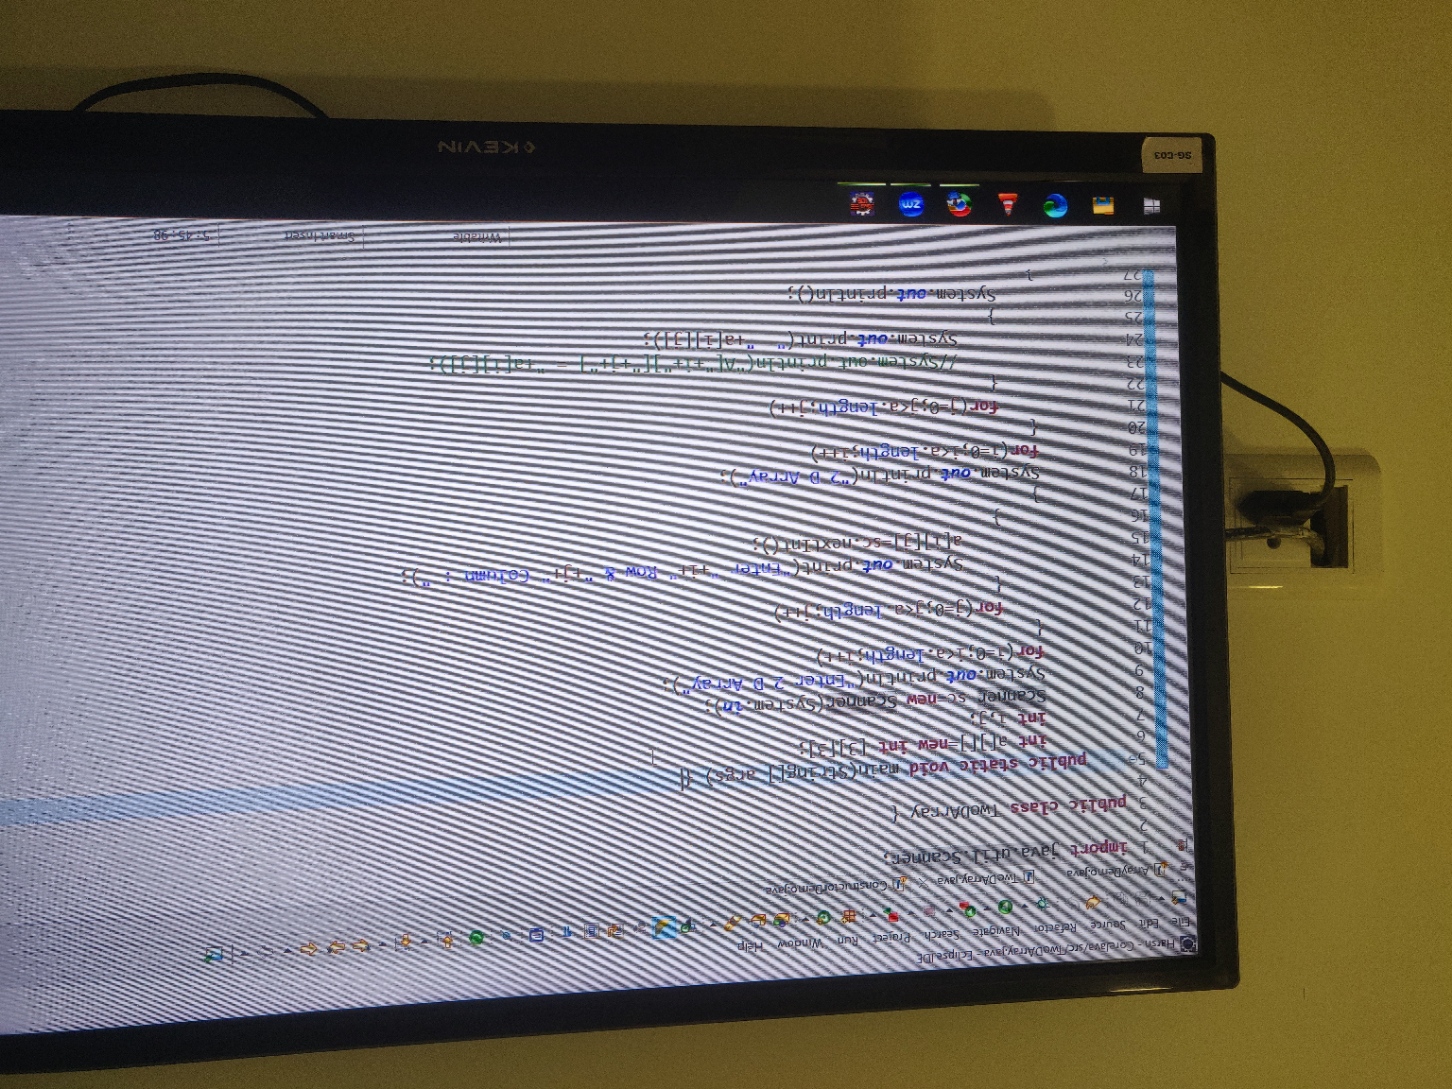 Harsh - CoreJava/src/TwoDArray.java - Eclipse IDE
File Edit Source Refactor Navigate Search Project Run Window Help
ArrayDemo.java TwoDArray.java ConstructorDemo.java
1 import java.util.Scanner;
2
3 public class TwoDArray {
4
5 public static void main(String[] args) {
6 int a[][]=new int [3][3];
7 int i,j;
8 Scanner sc=new Scanner(System.in);
9 System.out.println("Enter 2 D Array");
10 for(i=0;i<a.length;i++)
11 {
12 for(j=0;j<a.length;j++)
13 {
14 System.out.print("Enter "+i+" Row & "+j+" Column : ");
15 a[i][j]=sc.nextInt();
16 }
17 }
18 System.out.println("2 D Array");
19 for(i=0;i<a.length;i++)
20 {
21 for(j=0;j<a.length;j++)
22 {
23 //System.out.println("A["+i+"]["+j+"] = "+a[i][j]);
24 System.out.print("  "+a[i][j]);
25 }
26 System.out.println();
27 }
Writable Smart Insert 5 : 45 : 98
zm
SG-C03
KEVIN